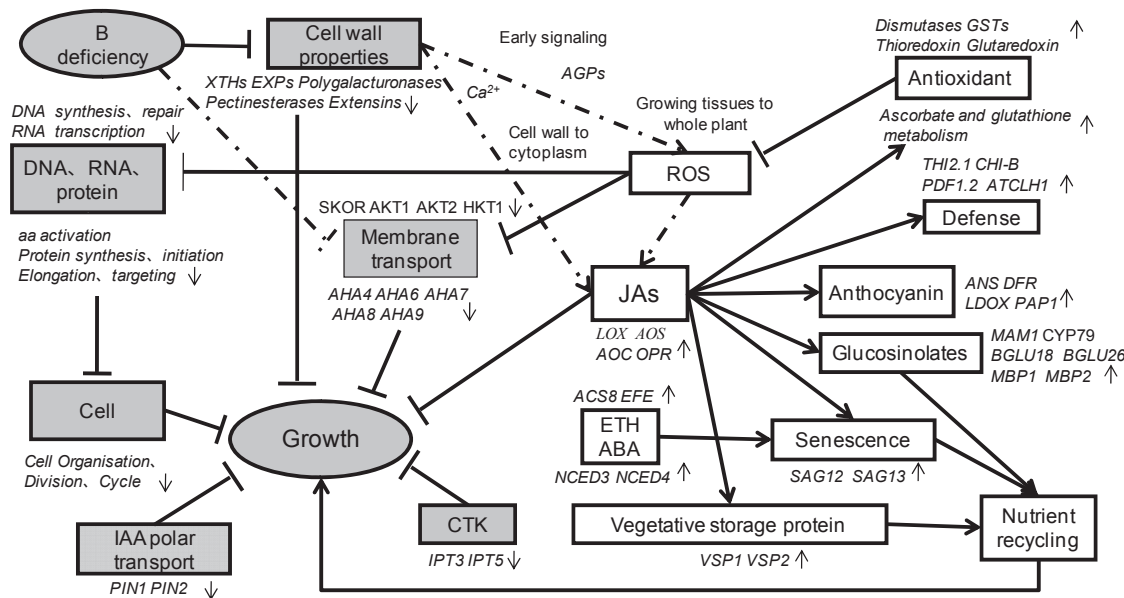 B
deficiency
Cell wall
properties
XTHs EXPs Polygalacturonases
Pectinesterases Extensins↓
Early signaling
AGPs
Ca²⁺
Growing tissues to
whole plant
Cell wall to
cytoplasm
Dismutases GSTs
Thioredoxin Glutaredoxin ↑
Antioxidant
Ascorbate and glutathione
metabolism ↑
DNA synthesis、repair
RNA transcription ↓
DNA、RNA、
protein
aa activation
Protein synthesis、initiation
Elongation、targeting ↓
ROS
SKOR AKT1 AKT2 HKT1 ↓
Membrane
transport
AHA4 AHA6 AHA7
AHA8 AHA9 ↓
THI2.1 CHI-B
PDF1.2 ATCLH1 ↑
Defense
JAs
LOX AOS
AOC OPR ↑
Anthocyanin
ANS DFR
LDOX PAP1↑
Glucosinolates
MAM1 CYP79
BGLU18 BGLU26
MBP1 MBP2 ↑
Cell
Cell Organisation、
Division、Cycle ↓
Growth
ACS8 EFE ↑
ETH
ABA
NCED3 NCED4 ↑
Senescence
SAG12 SAG13 ↑
IAA polar
transport
PIN1 PIN2 ↓
CTK
IPT3 IPT5 ↓
Vegetative storage protein
VSP1 VSP2 ↑
Nutrient
recycling